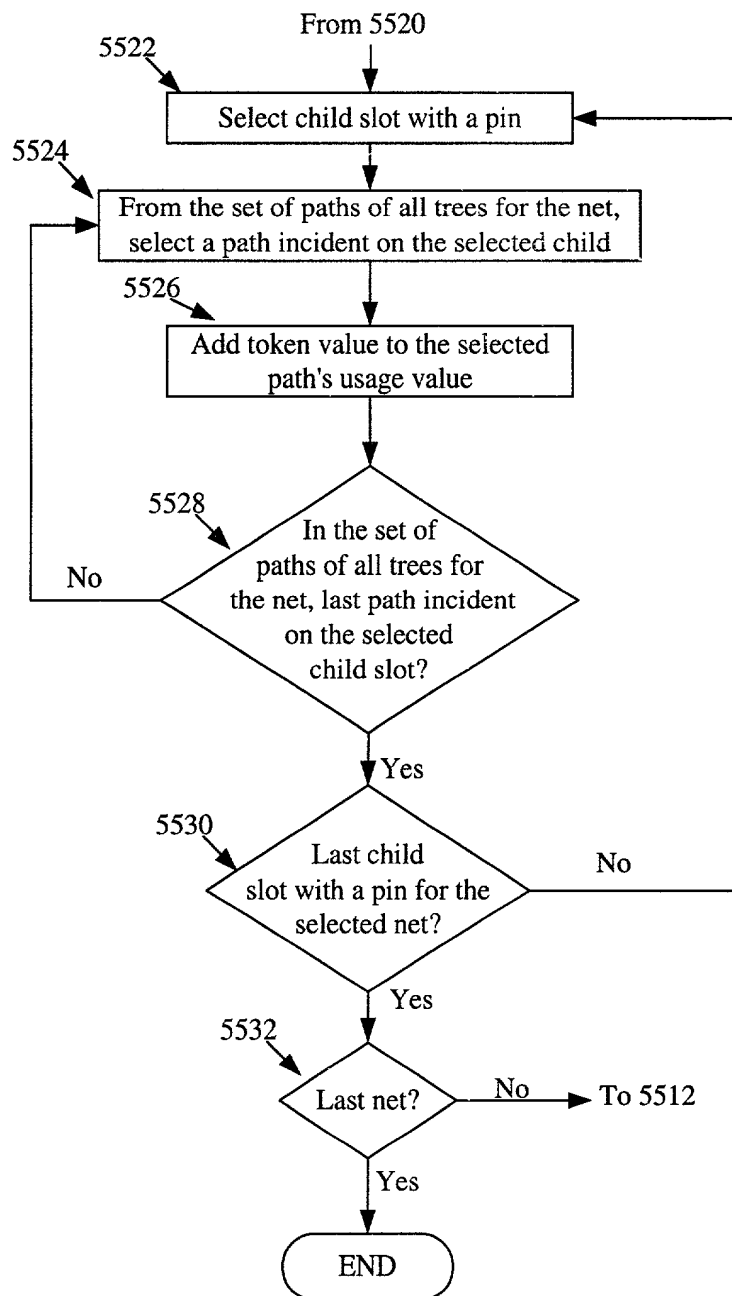 From 5520
5522
Select child slot with a pin
5524
From the set of paths of all trees for the net,
select a path incident on the selected child
5526
Add token value to the selected
path's usage value
5528
In the set of
paths of all trees for
the net, last path incident
on the selected
child slot?
No
Yes
5530
Last child
slot with a pin for the
selected net?
No
Yes
5532
Last net?
No
To 5512
Yes
END